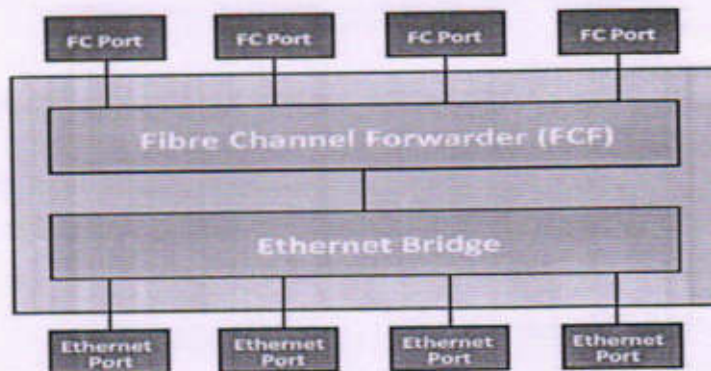 FC Port FC Port FC Port FC Port
Fibre Channel Forwarder (FCF)
Ethernet Bridge
Ethernet Ethernet Ethernet Ethernet
Port Port Port Port